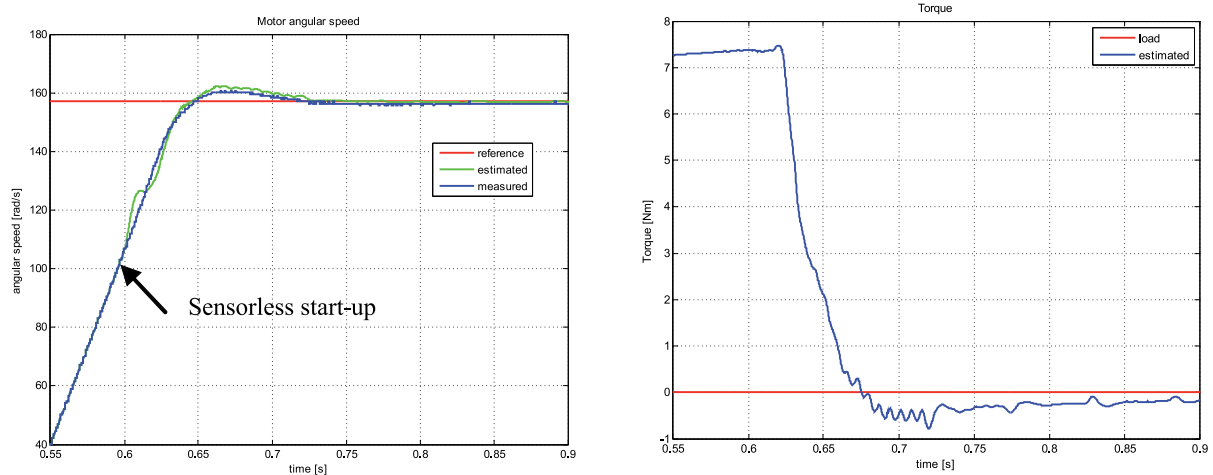 Motor angular speed
180
160
140
120
100
80
60
40
angular speed [rad/s]
reference
estimated
measured
Sensorless start-up
0.55 0.6 0.65 0.7 0.75 0.8 0.85 0.9
time [s]
Torque
8
7
6
5
4
3
2
1
0
-1
Torque [Nm]
load
estimated
0.55 0.6 0.65 0.7 0.75 0.8 0.85 0.9
time [s]